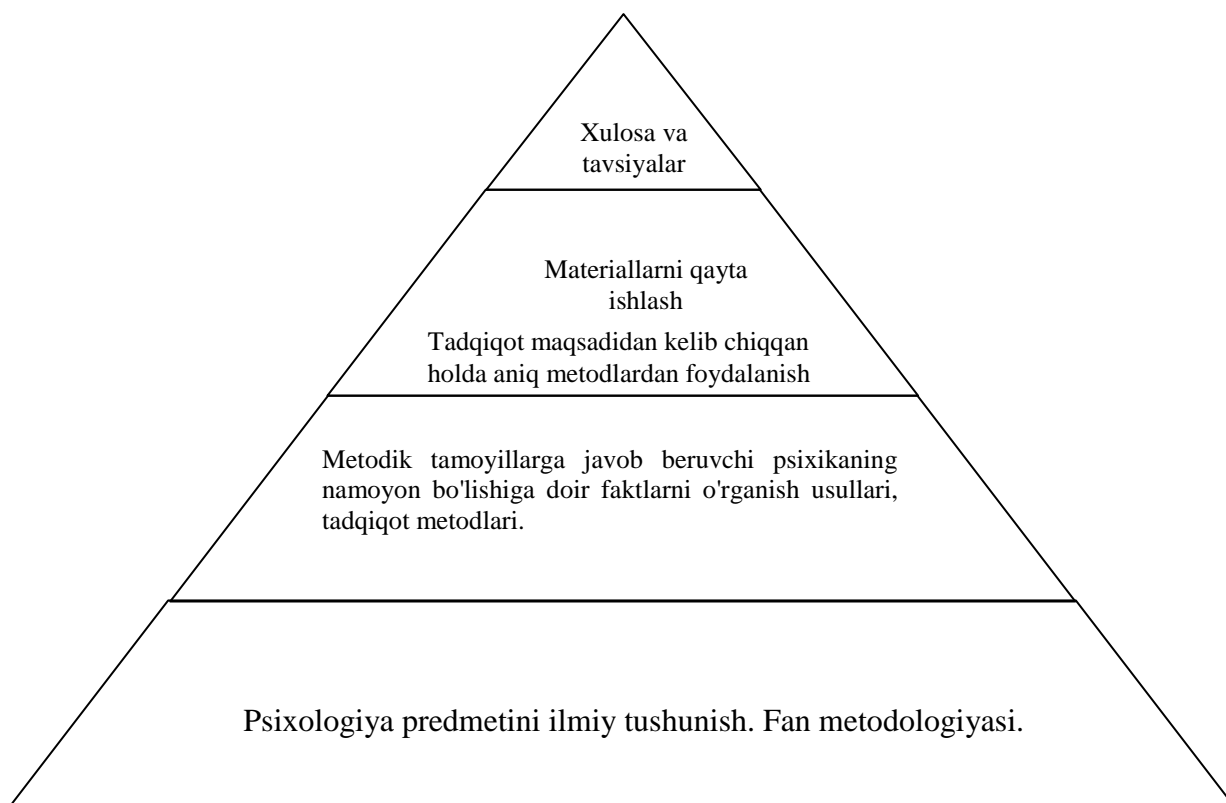 Xulosa va
tavsiyalar
Materiallarni qayta
ishlash
Tadqiqot maqsadidan kelib chiqqan
holda aniq metodlardan foydalanish
Metodik tamoyillarga javob beruvchi psixikaning
namoyon bo'lishiga doir faktlarni o'rganish usullari,
tadqiqot metodlari.
Psixologiya predmetini ilmiy tushunish. Fan metodologiyasi.